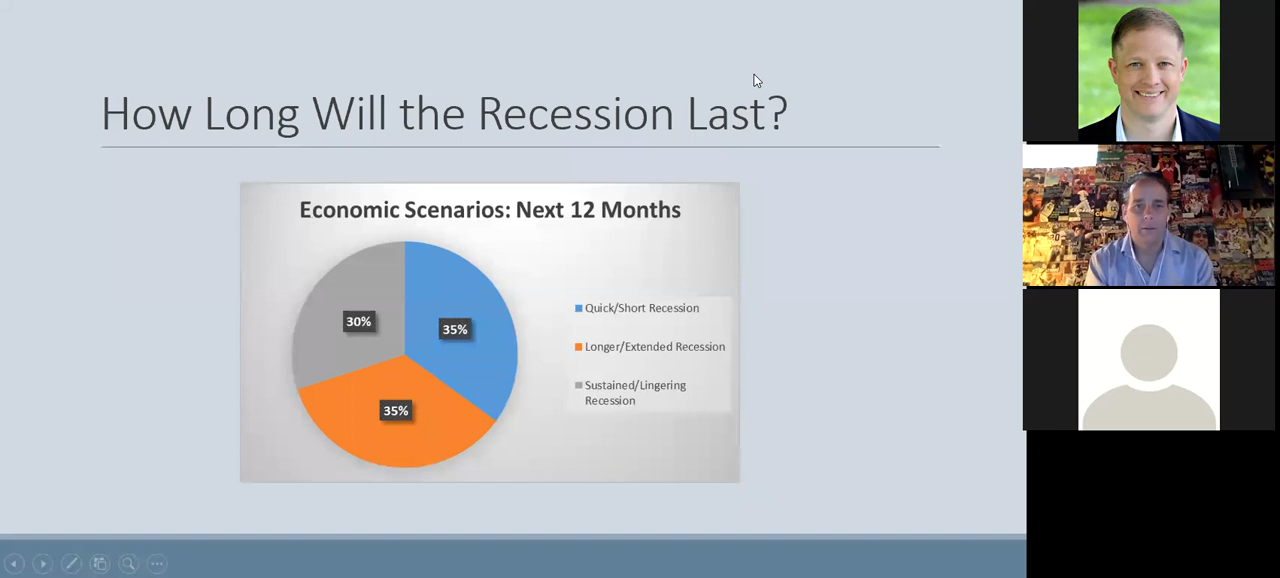 How Long Will the Recession Last?
Economic Scenarios: Next 12 Months
30%
35%
35%
Quick/Short Recession
Longer/Extended Recession
Sustained/Lingering
Recession